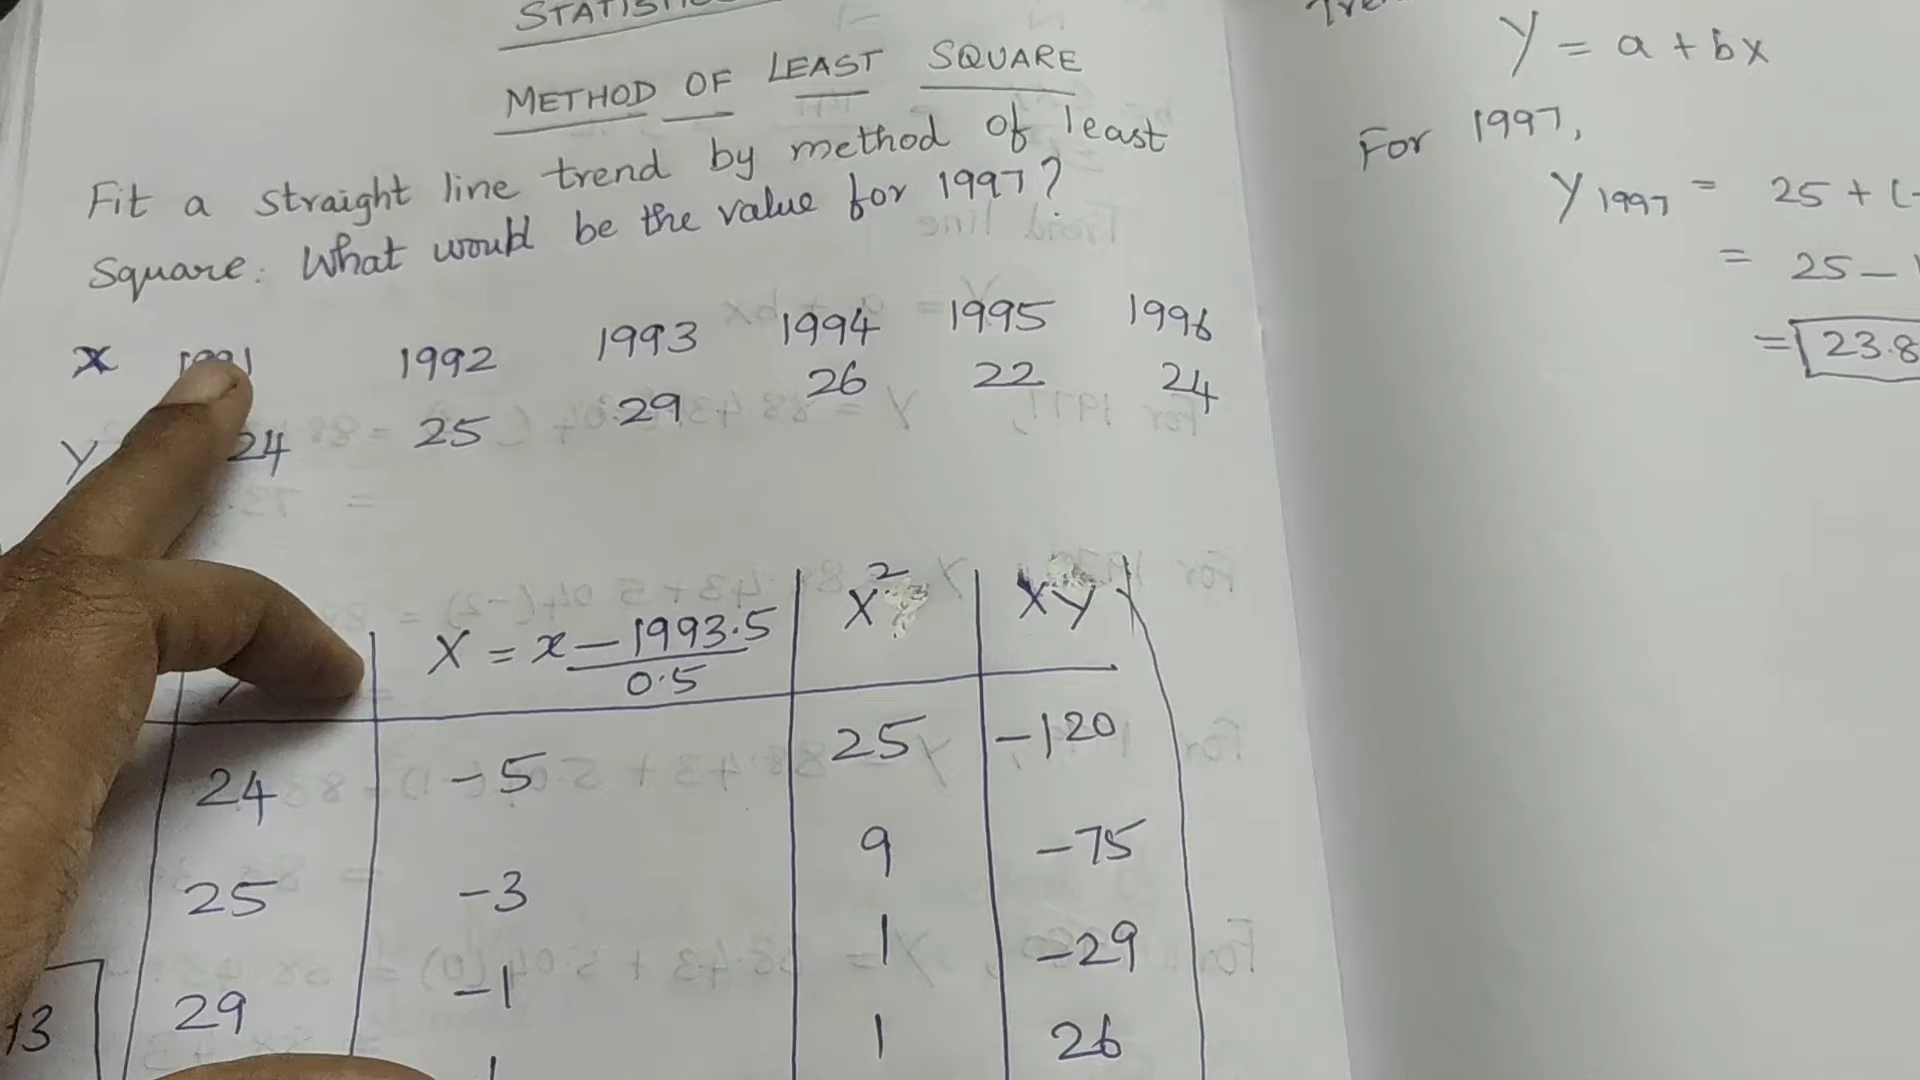 METHOD OF LEAST SQUARE
Fit a straight line trend by method of least
Square. What would be the value for 1997?
x 1991 1992 1993 1994 1995 1996
y 24 25 29 26 22 24
X = x - 1993.5 / 0.5 X² XY
24 -5 25 -120
25 -3 9 -75
29 -1 1 -29
1 26
13
Y = a + bx
For 1997,
Y 1997 = 25 + (-
= 25 -
= 23.8